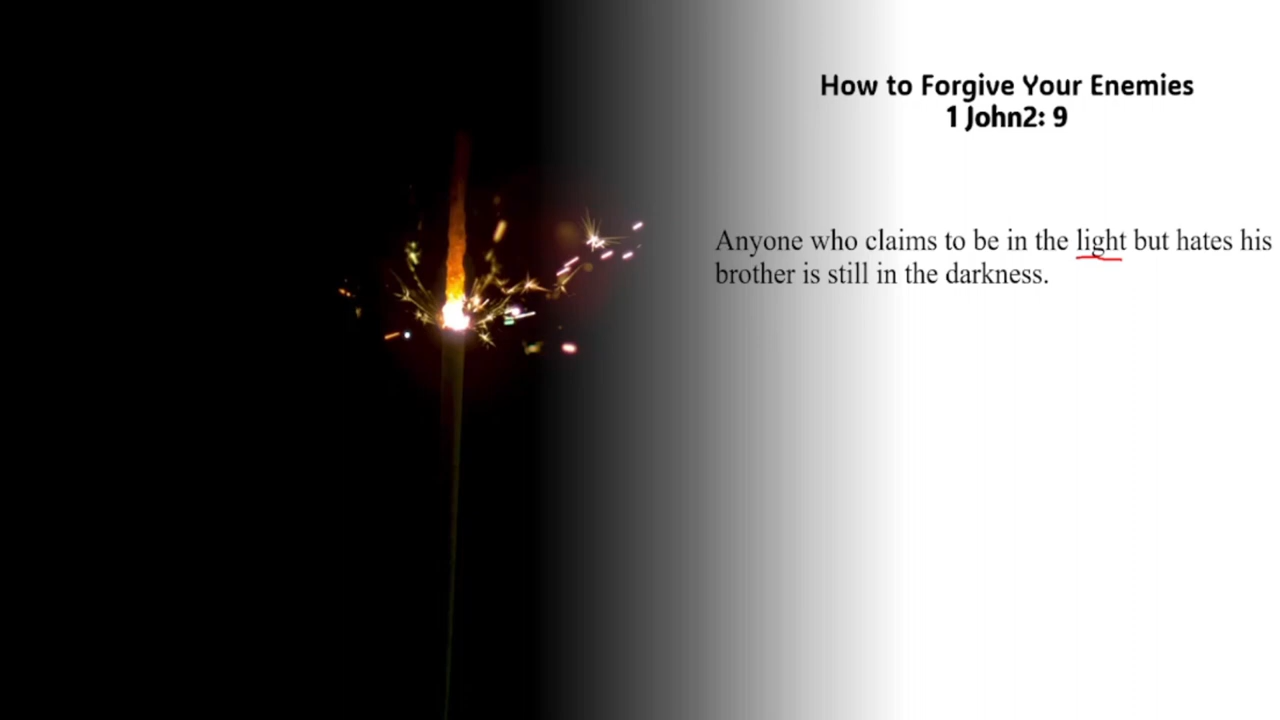 How to Forgive Your Enemies
1 John2: 9
Anyone who claims to be in the light but hates his
brother is still in the darkness.